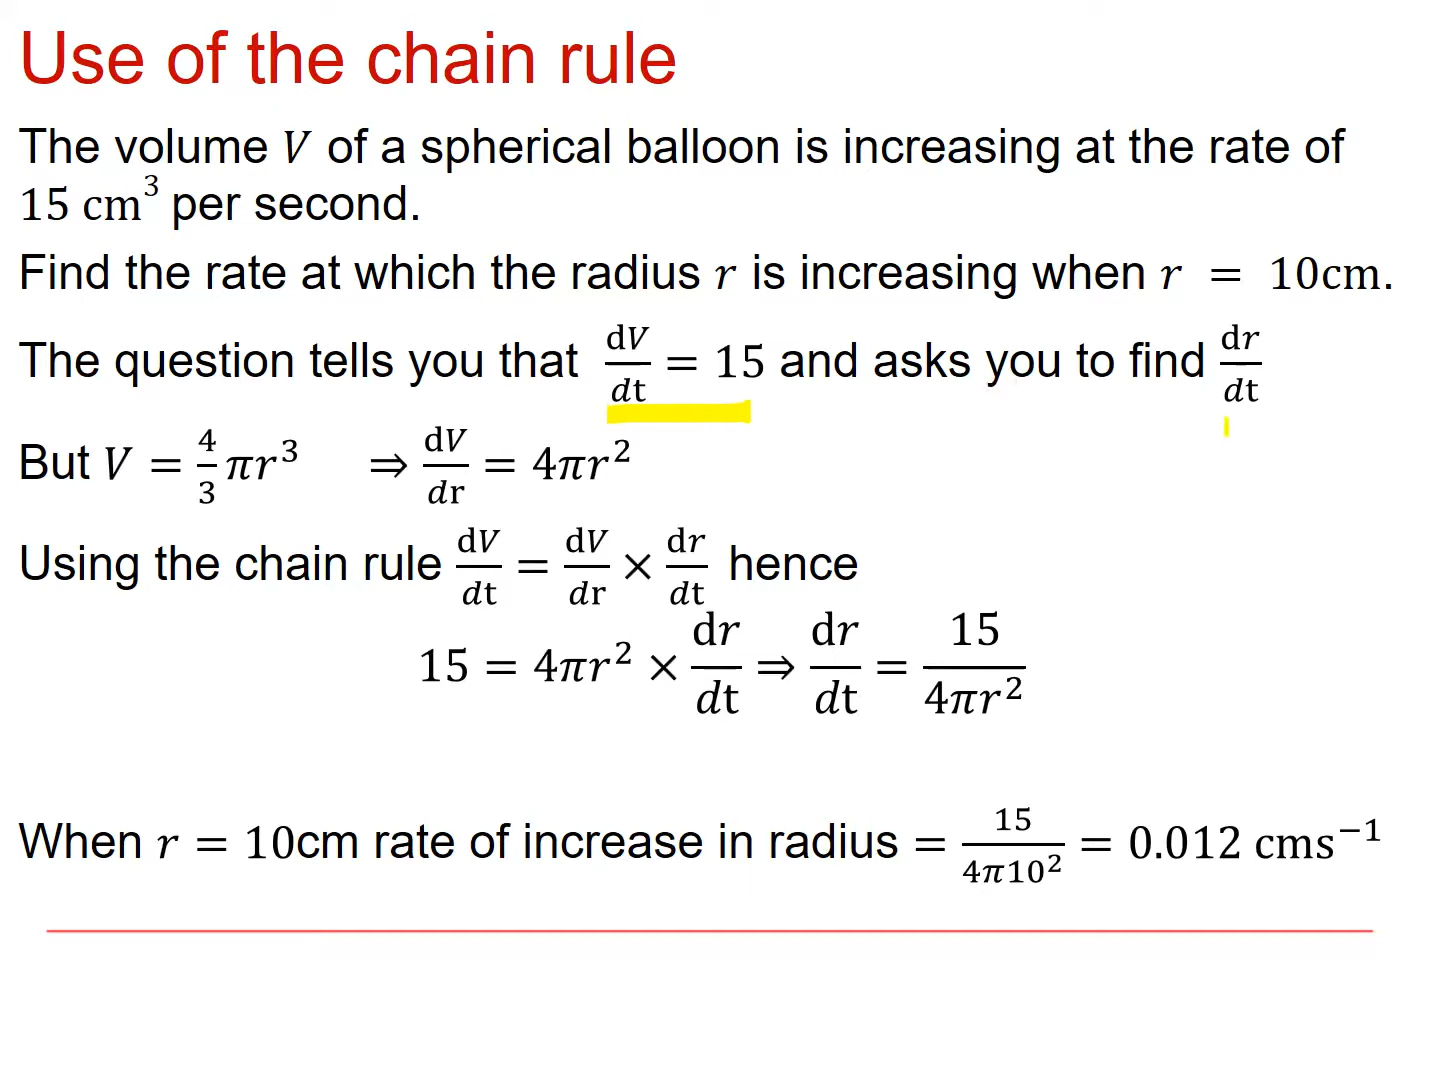 Use of the chain rule
The volume V of a spherical balloon is increasing at the rate of
15 cm³ per second.
Find the rate at which the radius r is increasing when r = 10cm.
The question tells you that dV/dt = 15 and asks you to find dr/dt
But V = 4/3 πr³ ⇒ dV/dr = 4πr²
Using the chain rule dV/dt = dV/dr × dr/dt hence
15 = 4πr² × dr/dt ⇒ dr/dt = 15/4πr²
When r = 10cm rate of increase in radius = 15/4π10² = 0.012 cms⁻¹